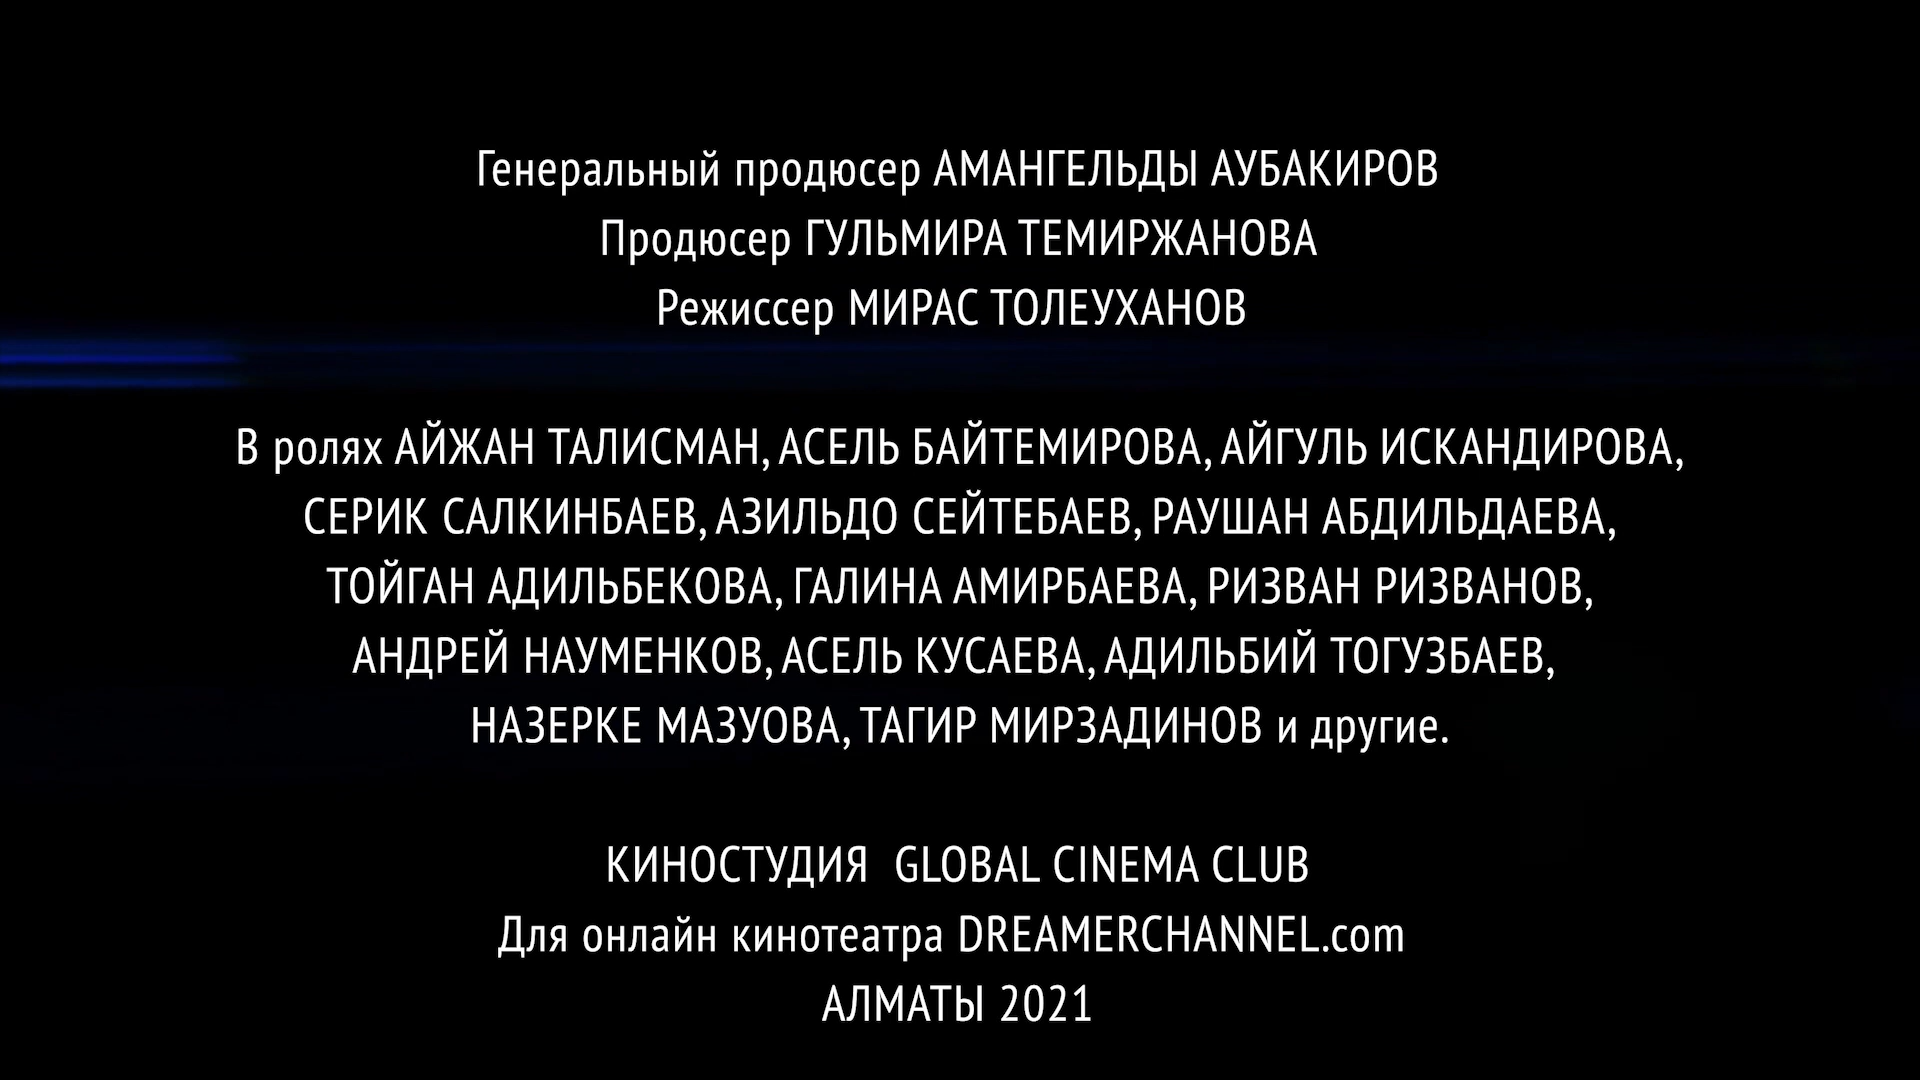 Генеральный продюсер АМАНГЕЛЬДЫ АУБАКИРОВ
Продюсер ГУЛЬМИРА ТЕМИРЖАНОВА
Режиссер МИРАС ТОЛЕУХАНОВ
В ролях АЙЖАН ТАЛИСМАН, АСЕЛЬ БАЙТЕМИРОВА, АЙГУЛЬ ИСКАНДИРОВА,
СЕРИК САЛКИНБАЕВ, АЗИЛЬДО СЕЙТЕБАЕВ, РАУШАН АБДИЛЬДАЕВА,
ТОЙГАН АДИЛЬБЕКОВА, ГАЛИНА АМИРБАЕВА, РИЗВАН РИЗВАНОВ,
АНДРЕЙ НАУМЕНКОВ, АСЕЛЬ КУСАЕВА, АДИЛЬБИЙ ТОГУЗБАЕВ,
НАЗЕРКЕ МАЗУОВА, ТАГИР МИРЗАДИНОВ и другие.
КИНОСТУДИЯ GLOBAL CINEMA CLUB
Для онлайн кинотеатра DREAMERCHANNEL.com
АЛМАТЫ 2021